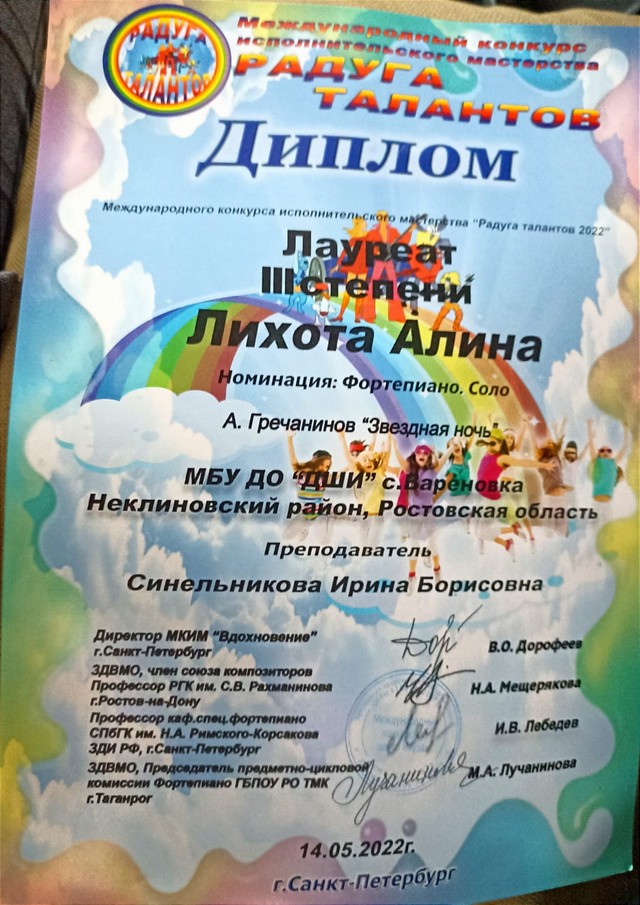 РАДУГА
ТАЛАНТОВ
Международный конкурс
исполнительского мастерства
РАДУГА
ТАЛАНТОВ
Диплом
Международного конкурса исполнительского мастерства "Радуга талантов 2022"
Лауреат
III степени
Лихота Алина
Номинация: Фортепиано. Соло
А. Гречанинов "Звездная ночь"
МБУ ДО "ДШИ" с.Вареновка
Неклиновский район, Ростовская область
Преподаватель
Синельникова Ирина Борисовна
Директор МКИМ "Вдохновение"
г.Санкт-Петербург
В.О. Дорофеев
ЗДВМО, член союза композиторов
Профессор РГК им. С.В. Рахманинова
г.Ростов-на-Дону
Н.А. Мещерякова
Профессор каф.спец.фортепиано
СПбГК им. Н.А. Римского-Корсакова
ЗДИ РФ, г.Санкт-Петербург
И.В. Лебедев
ЗДВМО, Председатель предметно-цикловой
комиссии Фортепиано ГБПОУ РО ТМК
г.Таганрог
Лучанинова
М.А. Лучанинова
14.05.2022г.
г.Санкт-Петербург